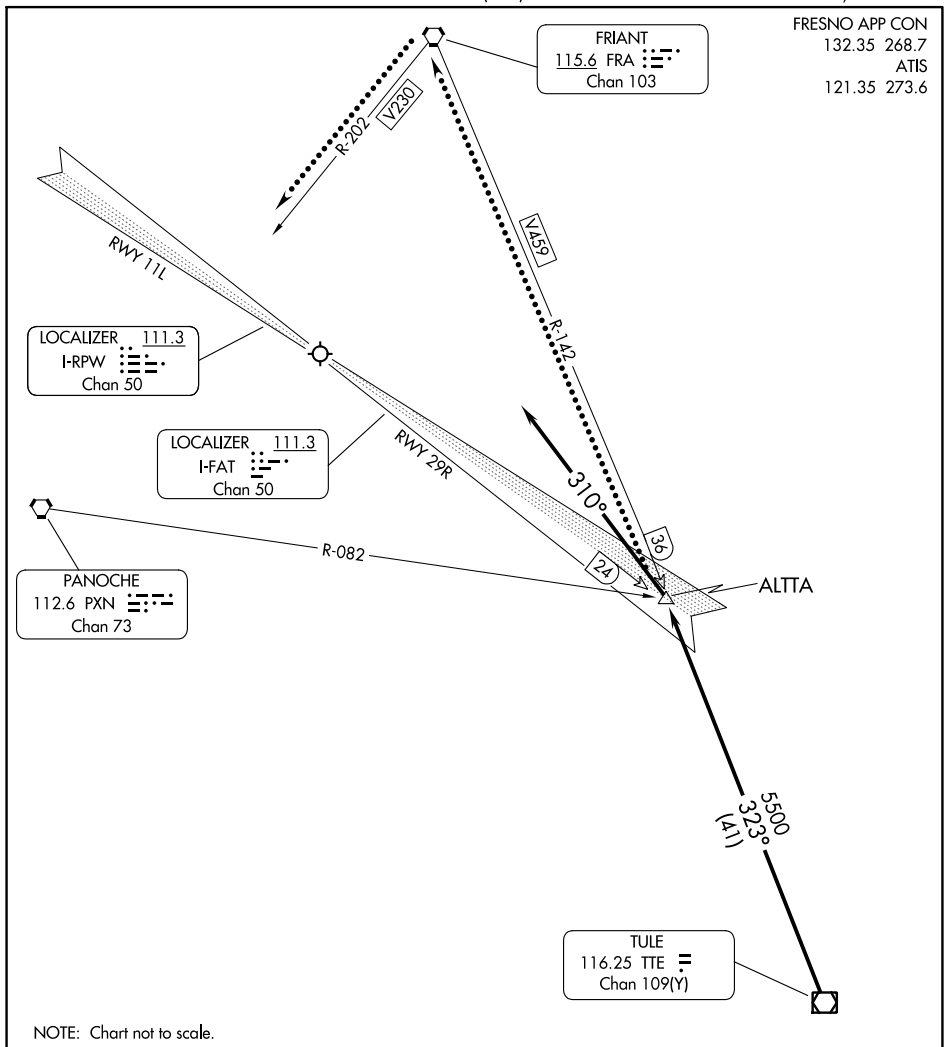 FRESNO APP CON
132.35 268.7
ATIS
121.35 273.6
FRIANT
115.6 FRA
Chan 103
R-202
V230
V459
R-142
RWY 11L
LOCALIZER 111.3
I-RPW
Chan 50
LOCALIZER 111.3
I-FAT
Chan 50
RWY 29R
310°
36
24
R-082
PANOCHE
112.6 PXN
Chan 73
ALTTA
5500
323°
(41)
TULE
116.25 TTE
Chan 109(Y)
NOTE: Chart not to scale.